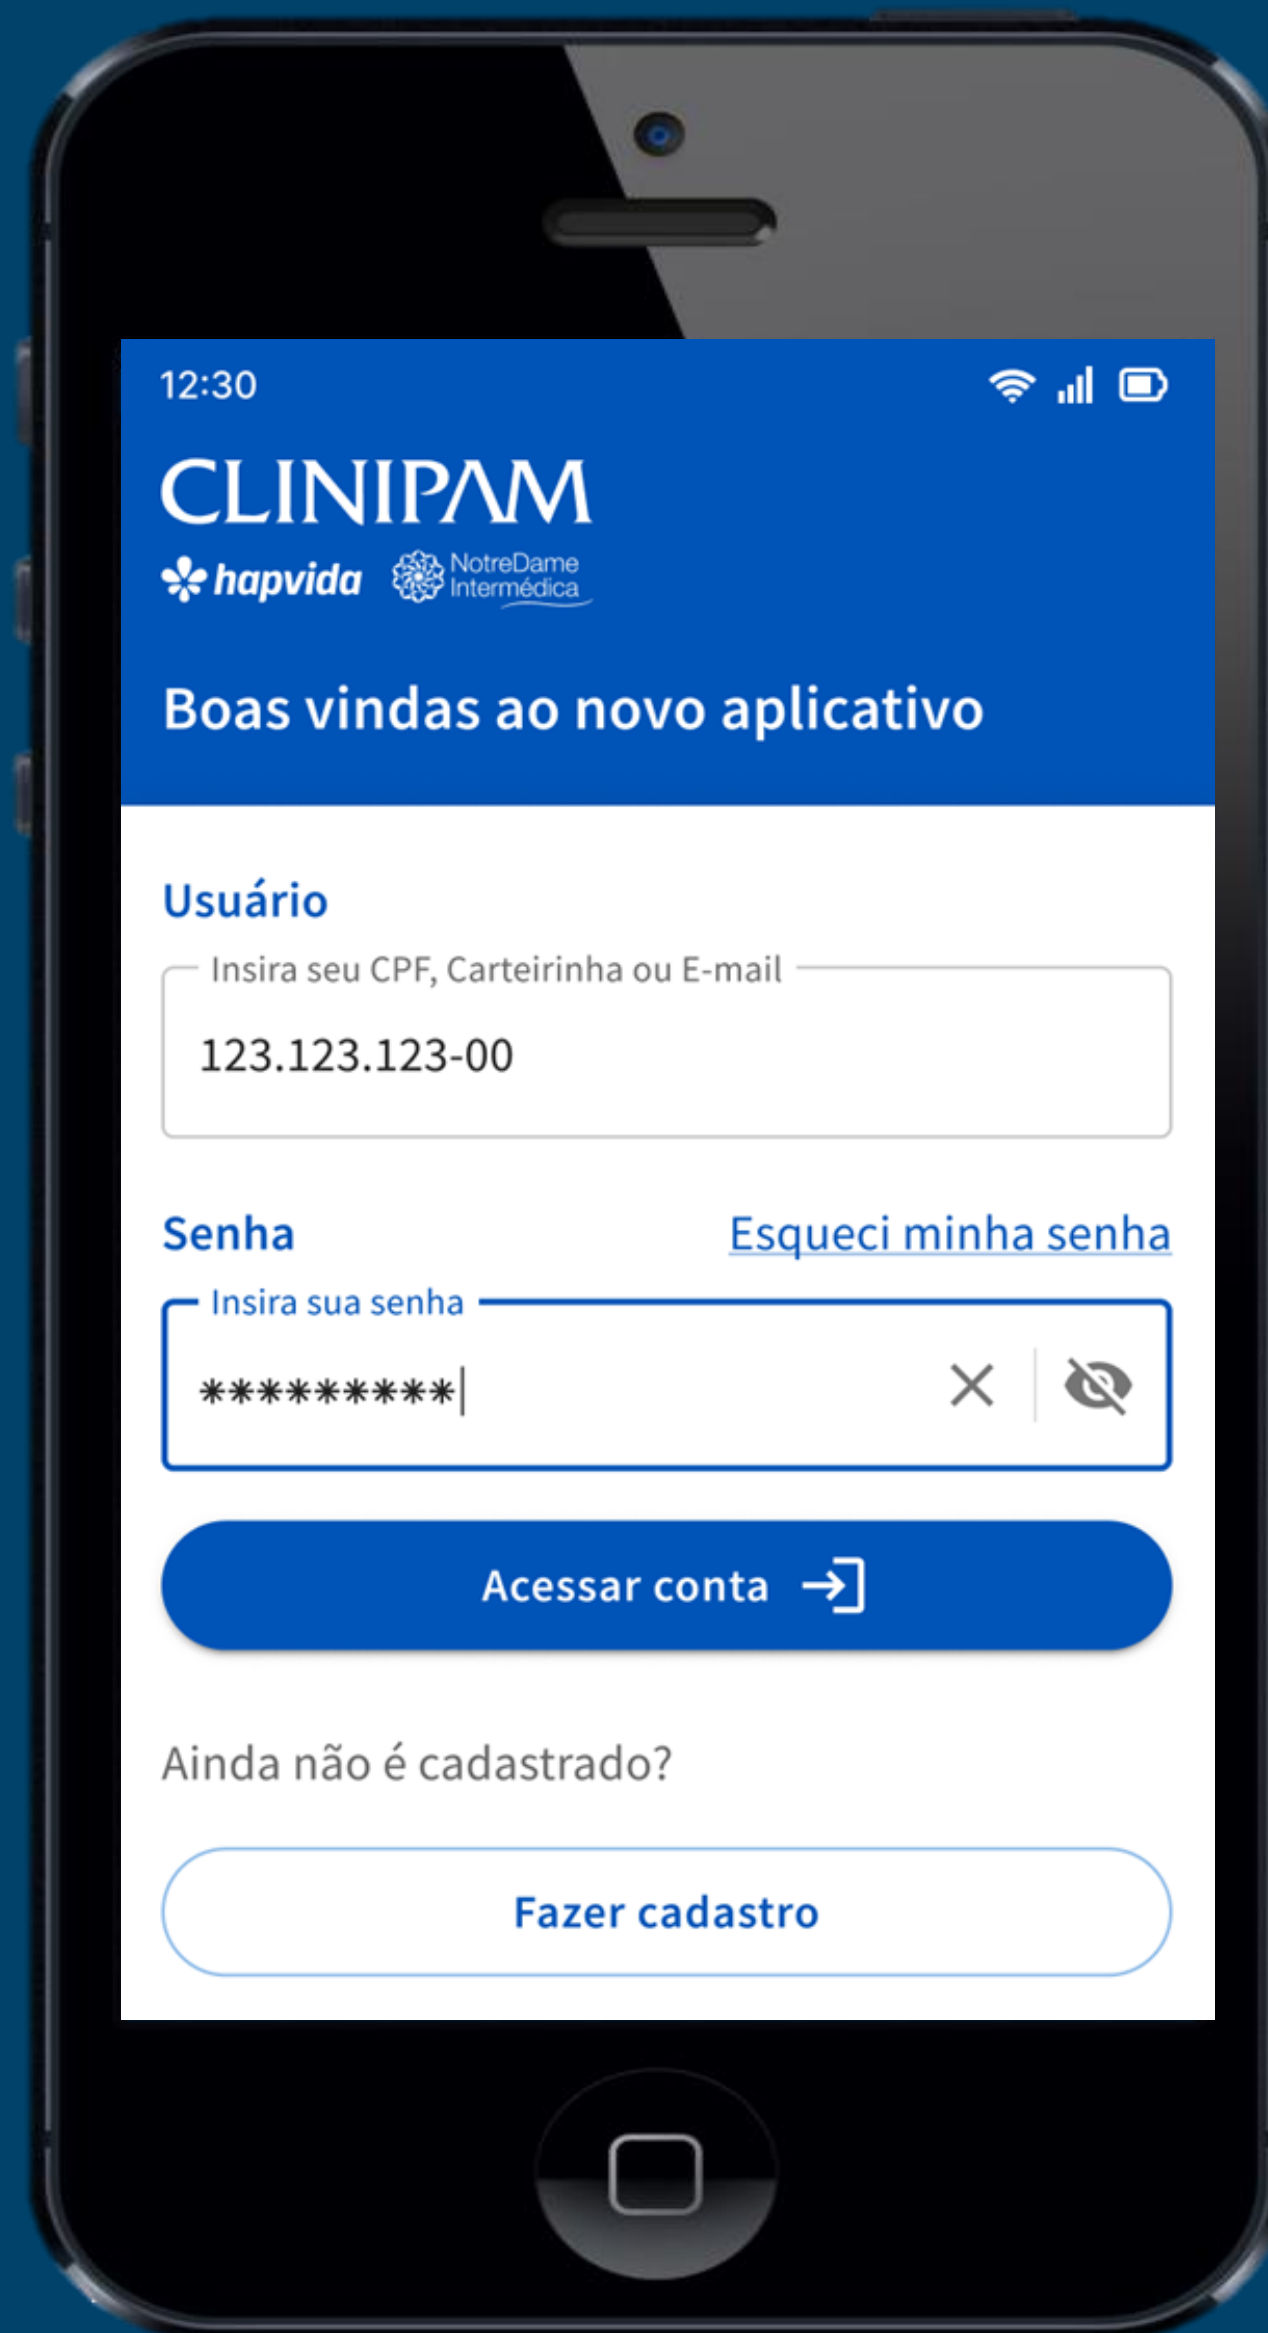 12:30
CLINIPAM
hapvida NotreDame
Intermédica
Boas vindas ao novo aplicativo
Usuário
Insira seu CPF, Carteirinha ou E-mail
123.123.123-00
Senha Esqueci minha senha
Insira sua senha
*********
Acessar conta
Ainda não é cadastrado?
Fazer cadastro